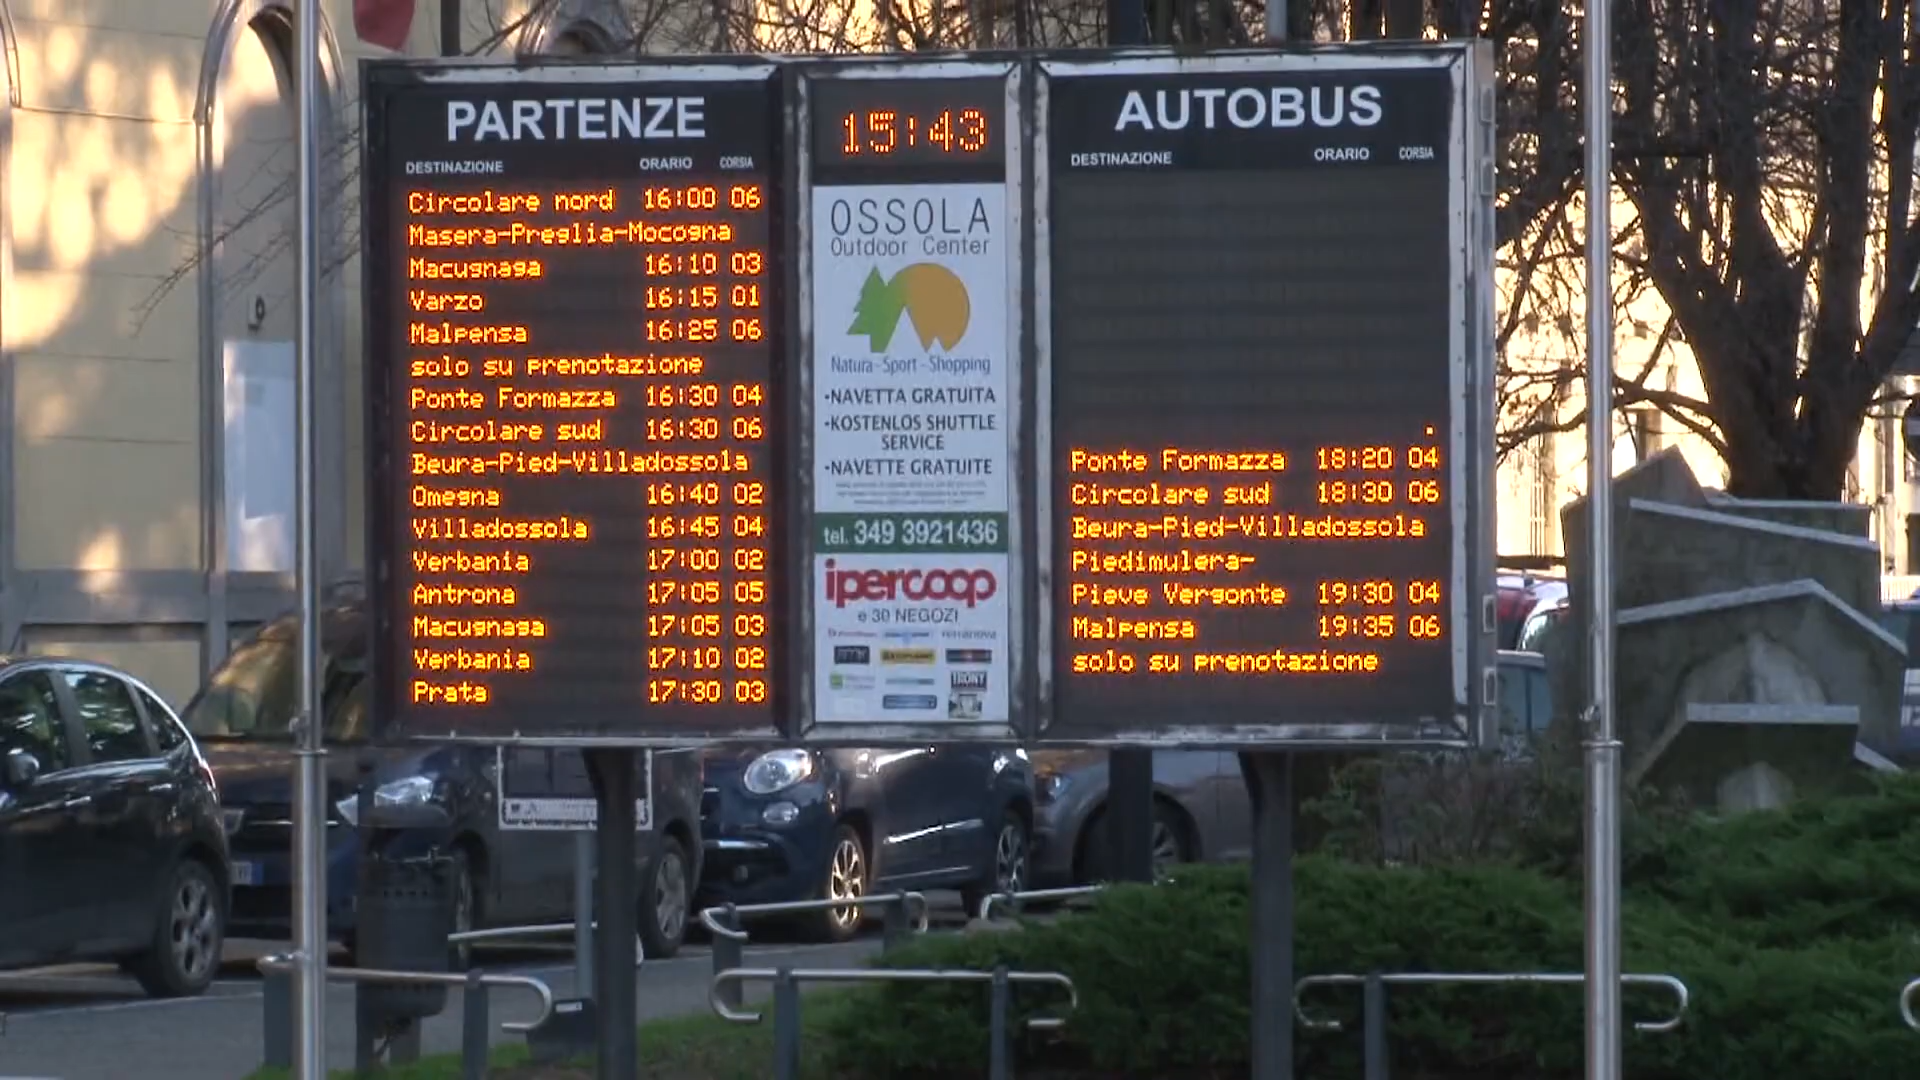 PARTENZE
DESTINAZIONE ORARIO CORSIA
Circolare nord 16:00 06
Masera-Preglia-Mocogna
Macugnaga 16:10 03
Varzo 16:15 01
Malpensa 16:25 06
solo su prenotazione
Ponte Formazza 16:30 04
Circolare sud 16:30 06
Beura-Pied-Villadossola
Omegna 16:40 02
Villadossola 16:45 04
Verbania 17:00 02
Antrona 17:05 05
Macugnaga 17:05 03
Verbania 17:10 02
Prata 17:30 03
15:43
OSSOLA
Outdoor Center
Natura - Sport - Shopping
•NAVETTA GRATUITA
•KOSTENLOS SHUTTLE
SERVICE
•NAVETTE GRATUITE
tel. 349 3921436
ipercoop
e 30 NEGOZI
AUTOBUS
DESTINAZIONE ORARIO CORSIA
Ponte Formazza 18:20 04
Circolare sud 18:30 06
Beura-Pied-Villadossola
Piedimulera-
Pieve Vergonte 19:30 04
Malpensa 19:35 06
solo su prenotazione